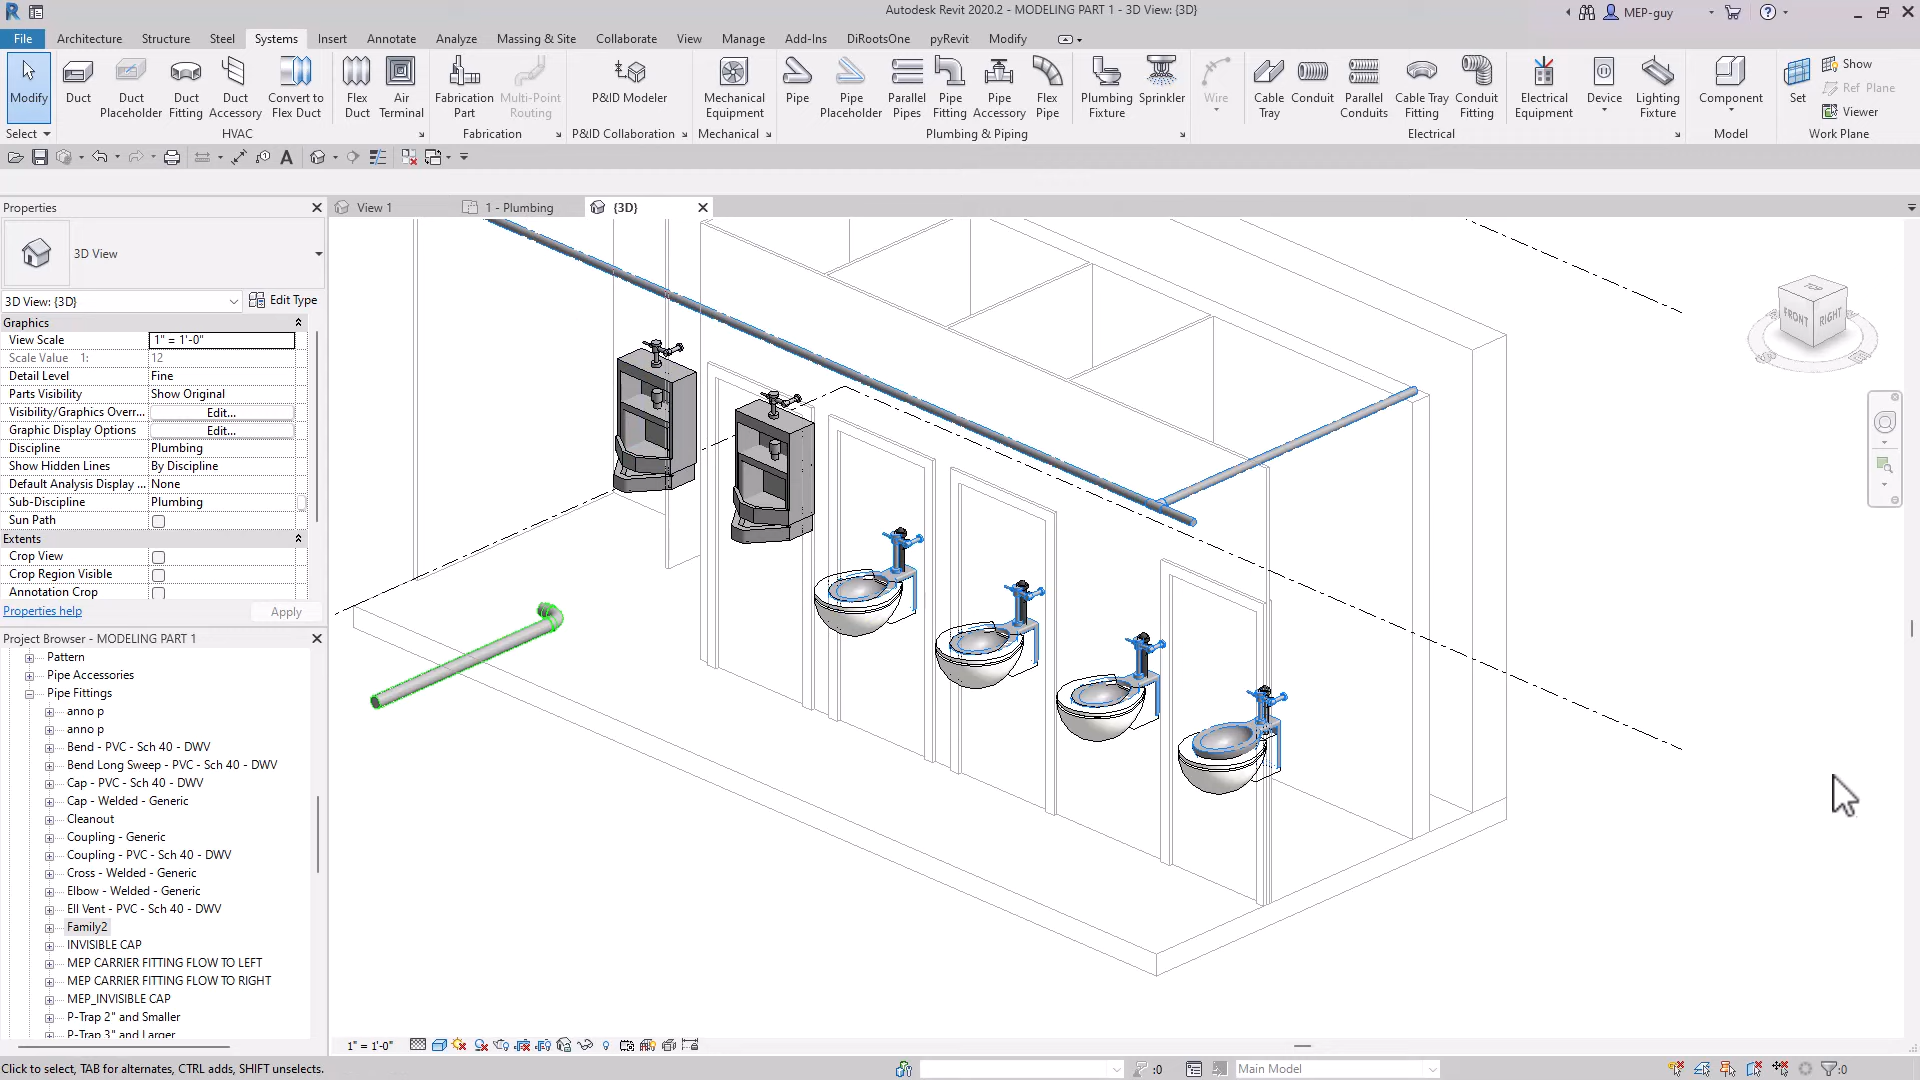 Autodesk Revit 2020.2 - MODELING PART 1 - 3D View: {3D}
MEP-guy
File Architecture Structure Steel Systems Insert Annotate Analyze Massing & Site Collaborate View Manage Add-Ins DiRootsOne pyRevit Modify
Modify
Duct
Duct Placeholder
Duct Fitting
Duct Accessory
Convert to Flex Duct
Flex Duct
Air Terminal
Fabrication Part
Multi-Point Routing
P&ID Modeler
Mechanical Equipment
Pipe
Pipe Placeholder
Parallel Pipes
Pipe Fitting
Pipe Accessory
Flex Pipe
Plumbing Fixture
Sprinkler
Wire
Cable Tray
Conduit
Parallel Conduits
Cable Tray Fitting
Conduit Fitting
Electrical Equipment
Device
Lighting Fixture
Component
Set
Show
Ref Plane
Viewer
Select HVAC Fabrication P&ID Collaboration Mechanical Plumbing & Piping Electrical Model Work Plane
Properties
View 1
1 - Plumbing
{3D}
3D View
3D View: {3D}
Edit Type
Graphics
View Scale 1" = 1'-0"
Scale Value 1: 12
Detail Level Fine
Parts Visibility Show Original
Visibility/Graphics Overr... Edit...
Graphic Display Options Edit...
Discipline Plumbing
Show Hidden Lines By Discipline
Default Analysis Display ... None
Sub-Discipline Plumbing
Sun Path
Extents
Crop View
Crop Region Visible
Annotation Crop
Properties help
Apply
Project Browser - MODELING PART 1
Pattern
Pipe Accessories
Pipe Fittings
anno p
anno p
Bend - PVC - Sch 40 - DWV
Bend Long Sweep - PVC - Sch 40 - DWV
Cap - PVC - Sch 40 - DWV
Cap - Welded - Generic
Cleanout
Coupling - Generic
Coupling - PVC - Sch 40 - DWV
Cross - Welded - Generic
Elbow - Welded - Generic
Ell Vent - PVC - Sch 40 - DWV
Family2
INVISIBLE CAP
MEP CARRIER FITTING FLOW TO LEFT
MEP CARRIER FITTING FLOW TO RIGHT
MEP_INVISIBLE CAP
P-Trap 2" and Smaller
P-Trap 3" and Larger
TOP
FRONT
RIGHT
1" = 1'-0"
Click to select, TAB for alternates, CTRL adds, SHIFT unselects.
:0
Main Model
:0